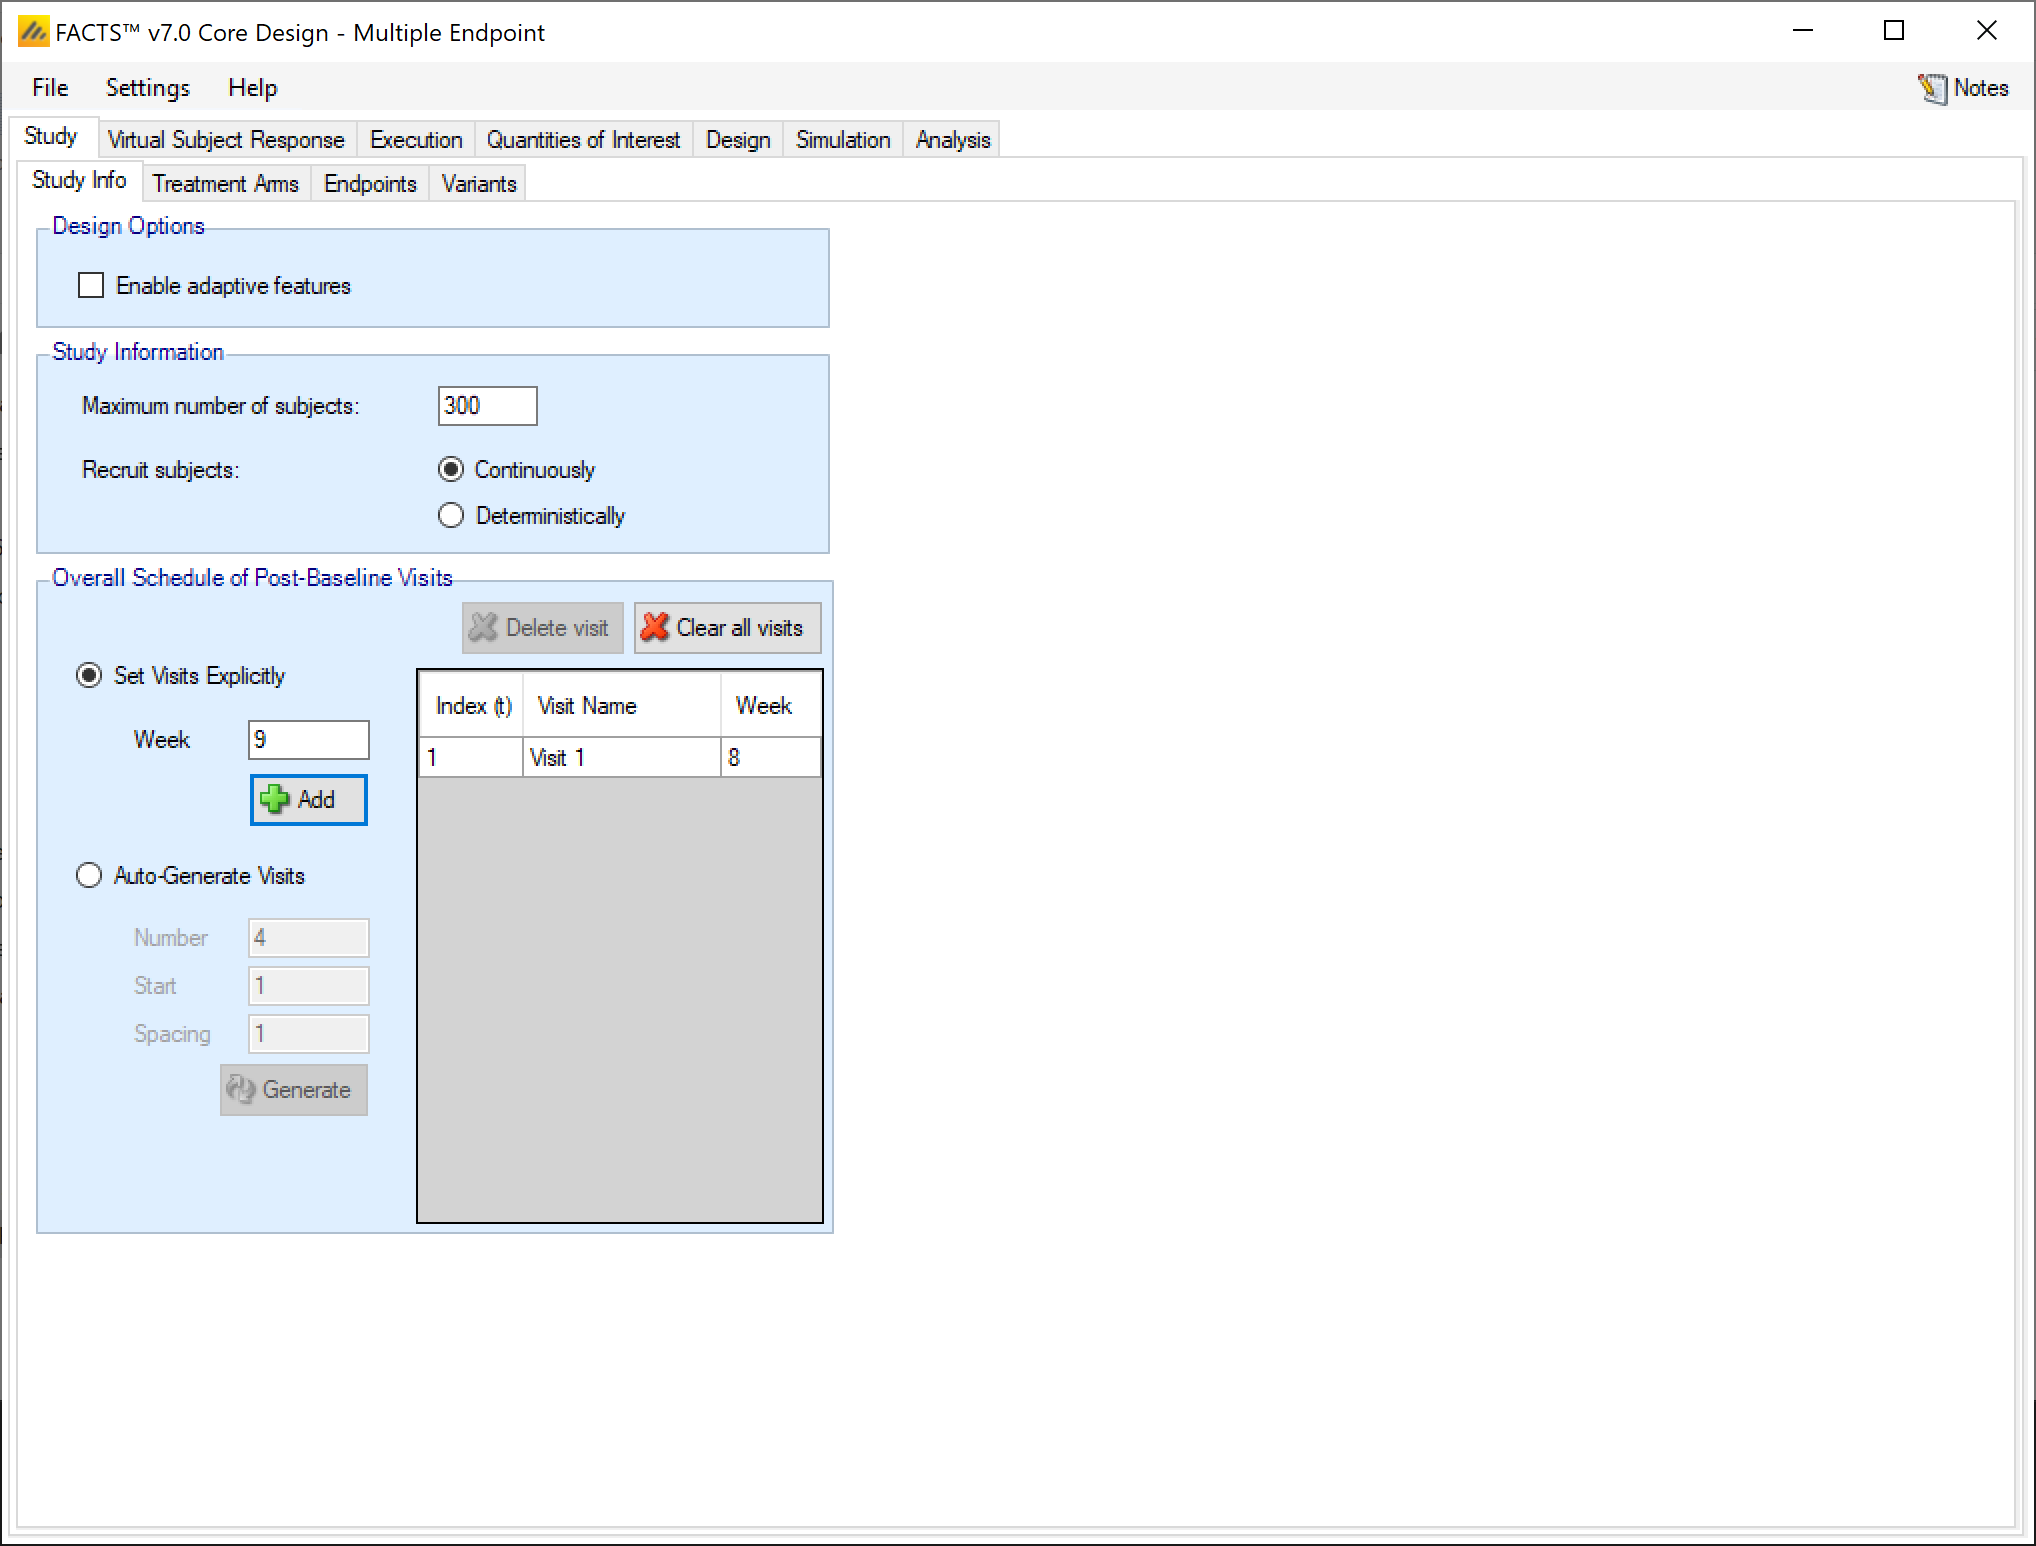 FACTS™ v7.0 Core Design - Multiple Endpoint
File Settings Help Notes
Study Virtual Subject Response Execution Quantities of Interest Design Simulation Analysis
Study Info Treatment Arms Endpoints Variants
Design Options
Enable adaptive features
Study Information
Maximum number of subjects: 300
Recruit subjects: Continuously
Deterministically
Overall Schedule of Post-Baseline Visits
Delete visit Clear all visits
Set Visits Explicitly
Index (t) Visit Name Week
Week 9
1 Visit 1 8
Add
Auto-Generate Visits
Number 4
Start 1
Spacing 1
Generate